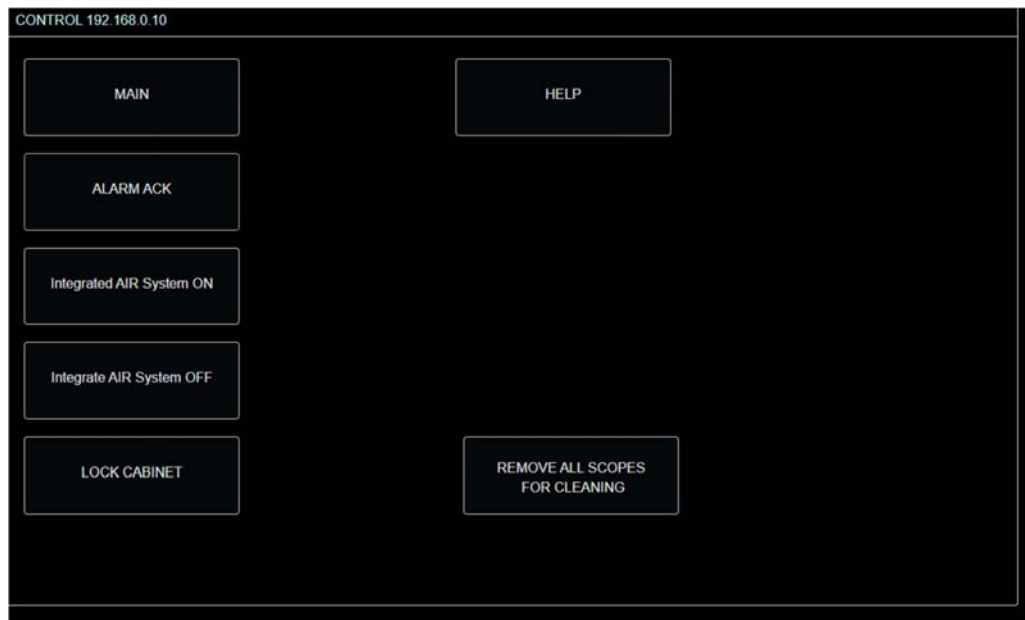 CONTROL 192.168.0.10
MAIN
HELP
ALARM ACK
Integrated AIR System ON
Integrate AIR System OFF
LOCK CABINET
REMOVE ALL SCOPES
FOR CLEANING